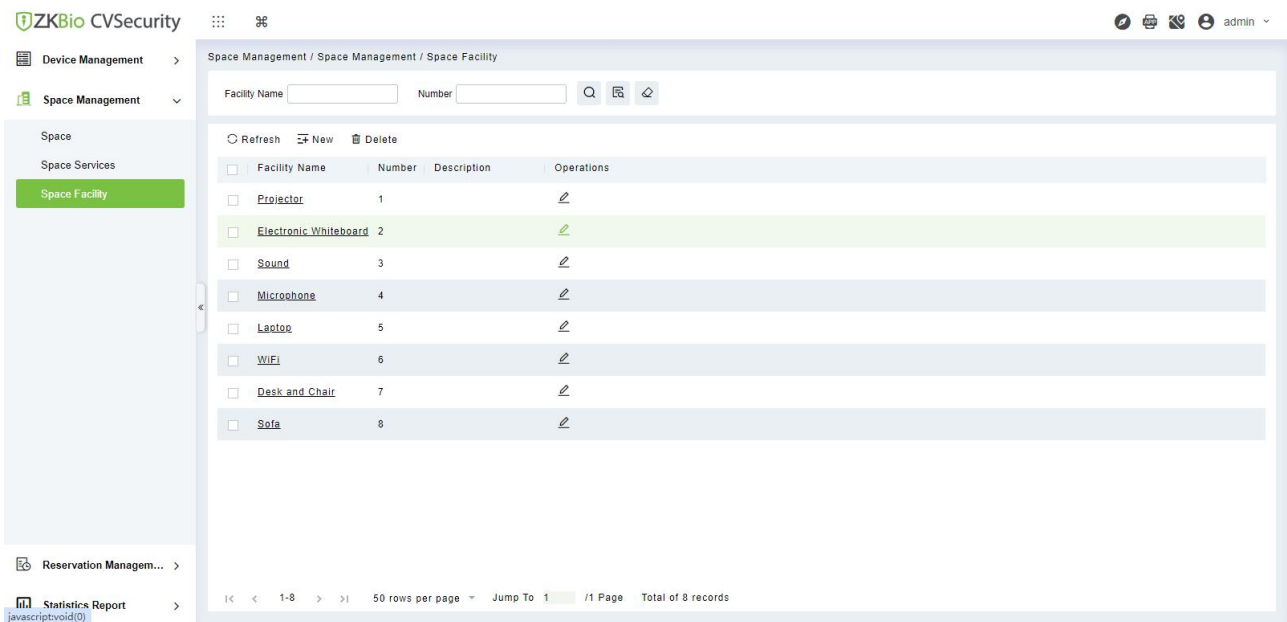 ZKBio CVSecurity
admin
Device Management
Space Management
Space
Space Services
Space Facility
Reservation Managem...
Statistics Report
javascript:void(0)
Space Management / Space Management / Space Facility
Facility Name Number
Refresh New Delete
Facility Name Number Description Operations
Projector 1
Electronic Whiteboard 2
Sound 3
Microphone 4
Laptop 5
WiFi 6
Desk and Chair 7
Sofa 8
1-8 50 rows per page Jump To 1 /1 Page Total of 8 records